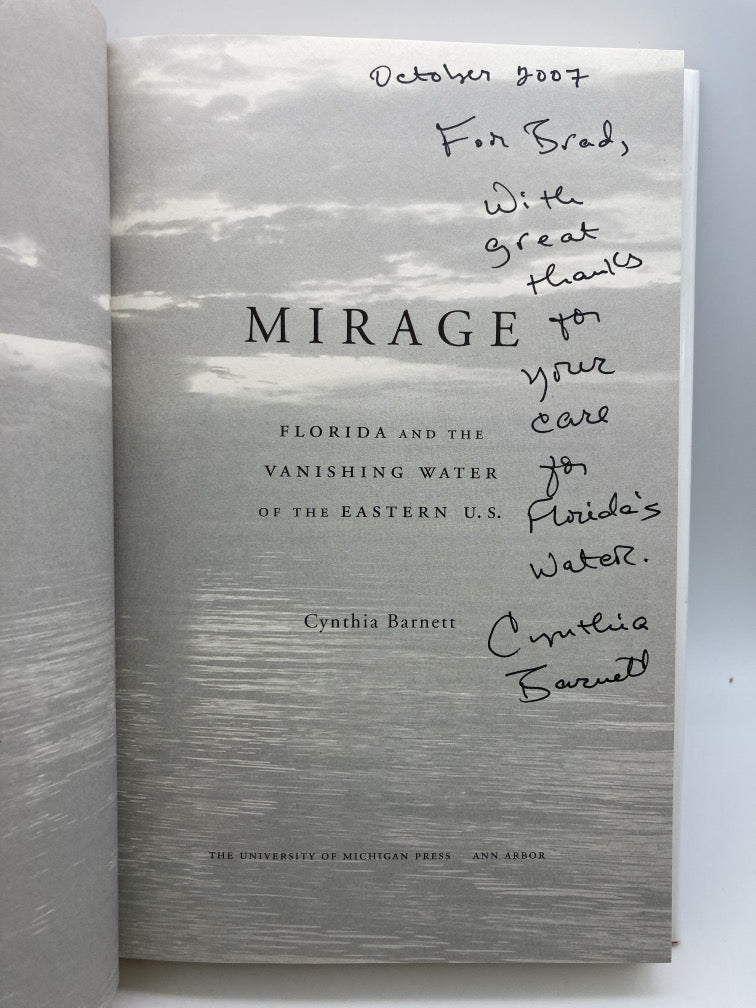 October 2007
For Brad,
With
great
thanks
for
your
care
for
Florida's
Water.
Cynthia
Barnett
MIRAGE
FLORIDA AND THE
VANISHING WATER
OF THE EASTERN U.S.
Cynthia Barnett
THE UNIVERSITY OF MICHIGAN PRESS ANN ARBOR